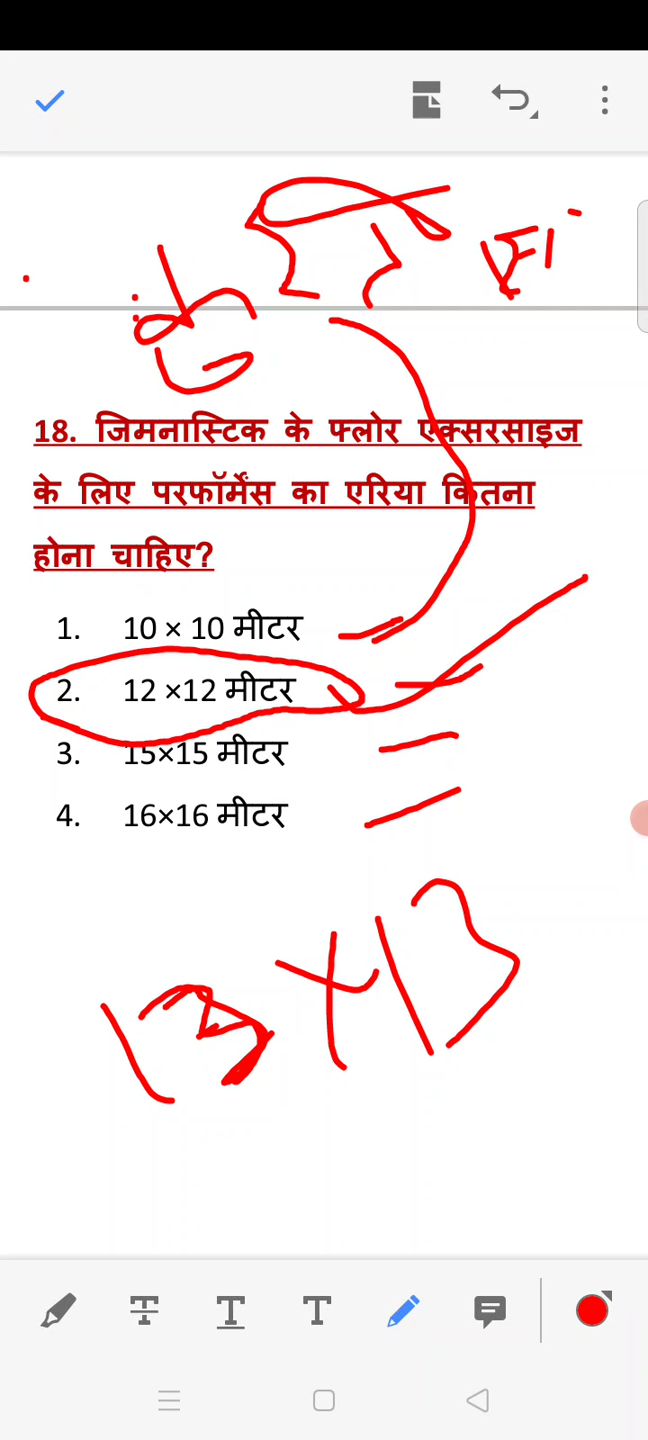 18. जिमनास्टिक के फ्लोर एक्सरसाइज
के लिए परफॉर्मेंस का एरिया कितना
होना चाहिए?
1. 10 × 10 मीटर
2. 12 ×12 मीटर
3. 15×15 मीटर
4. 16×16 मीटर
13 × 13